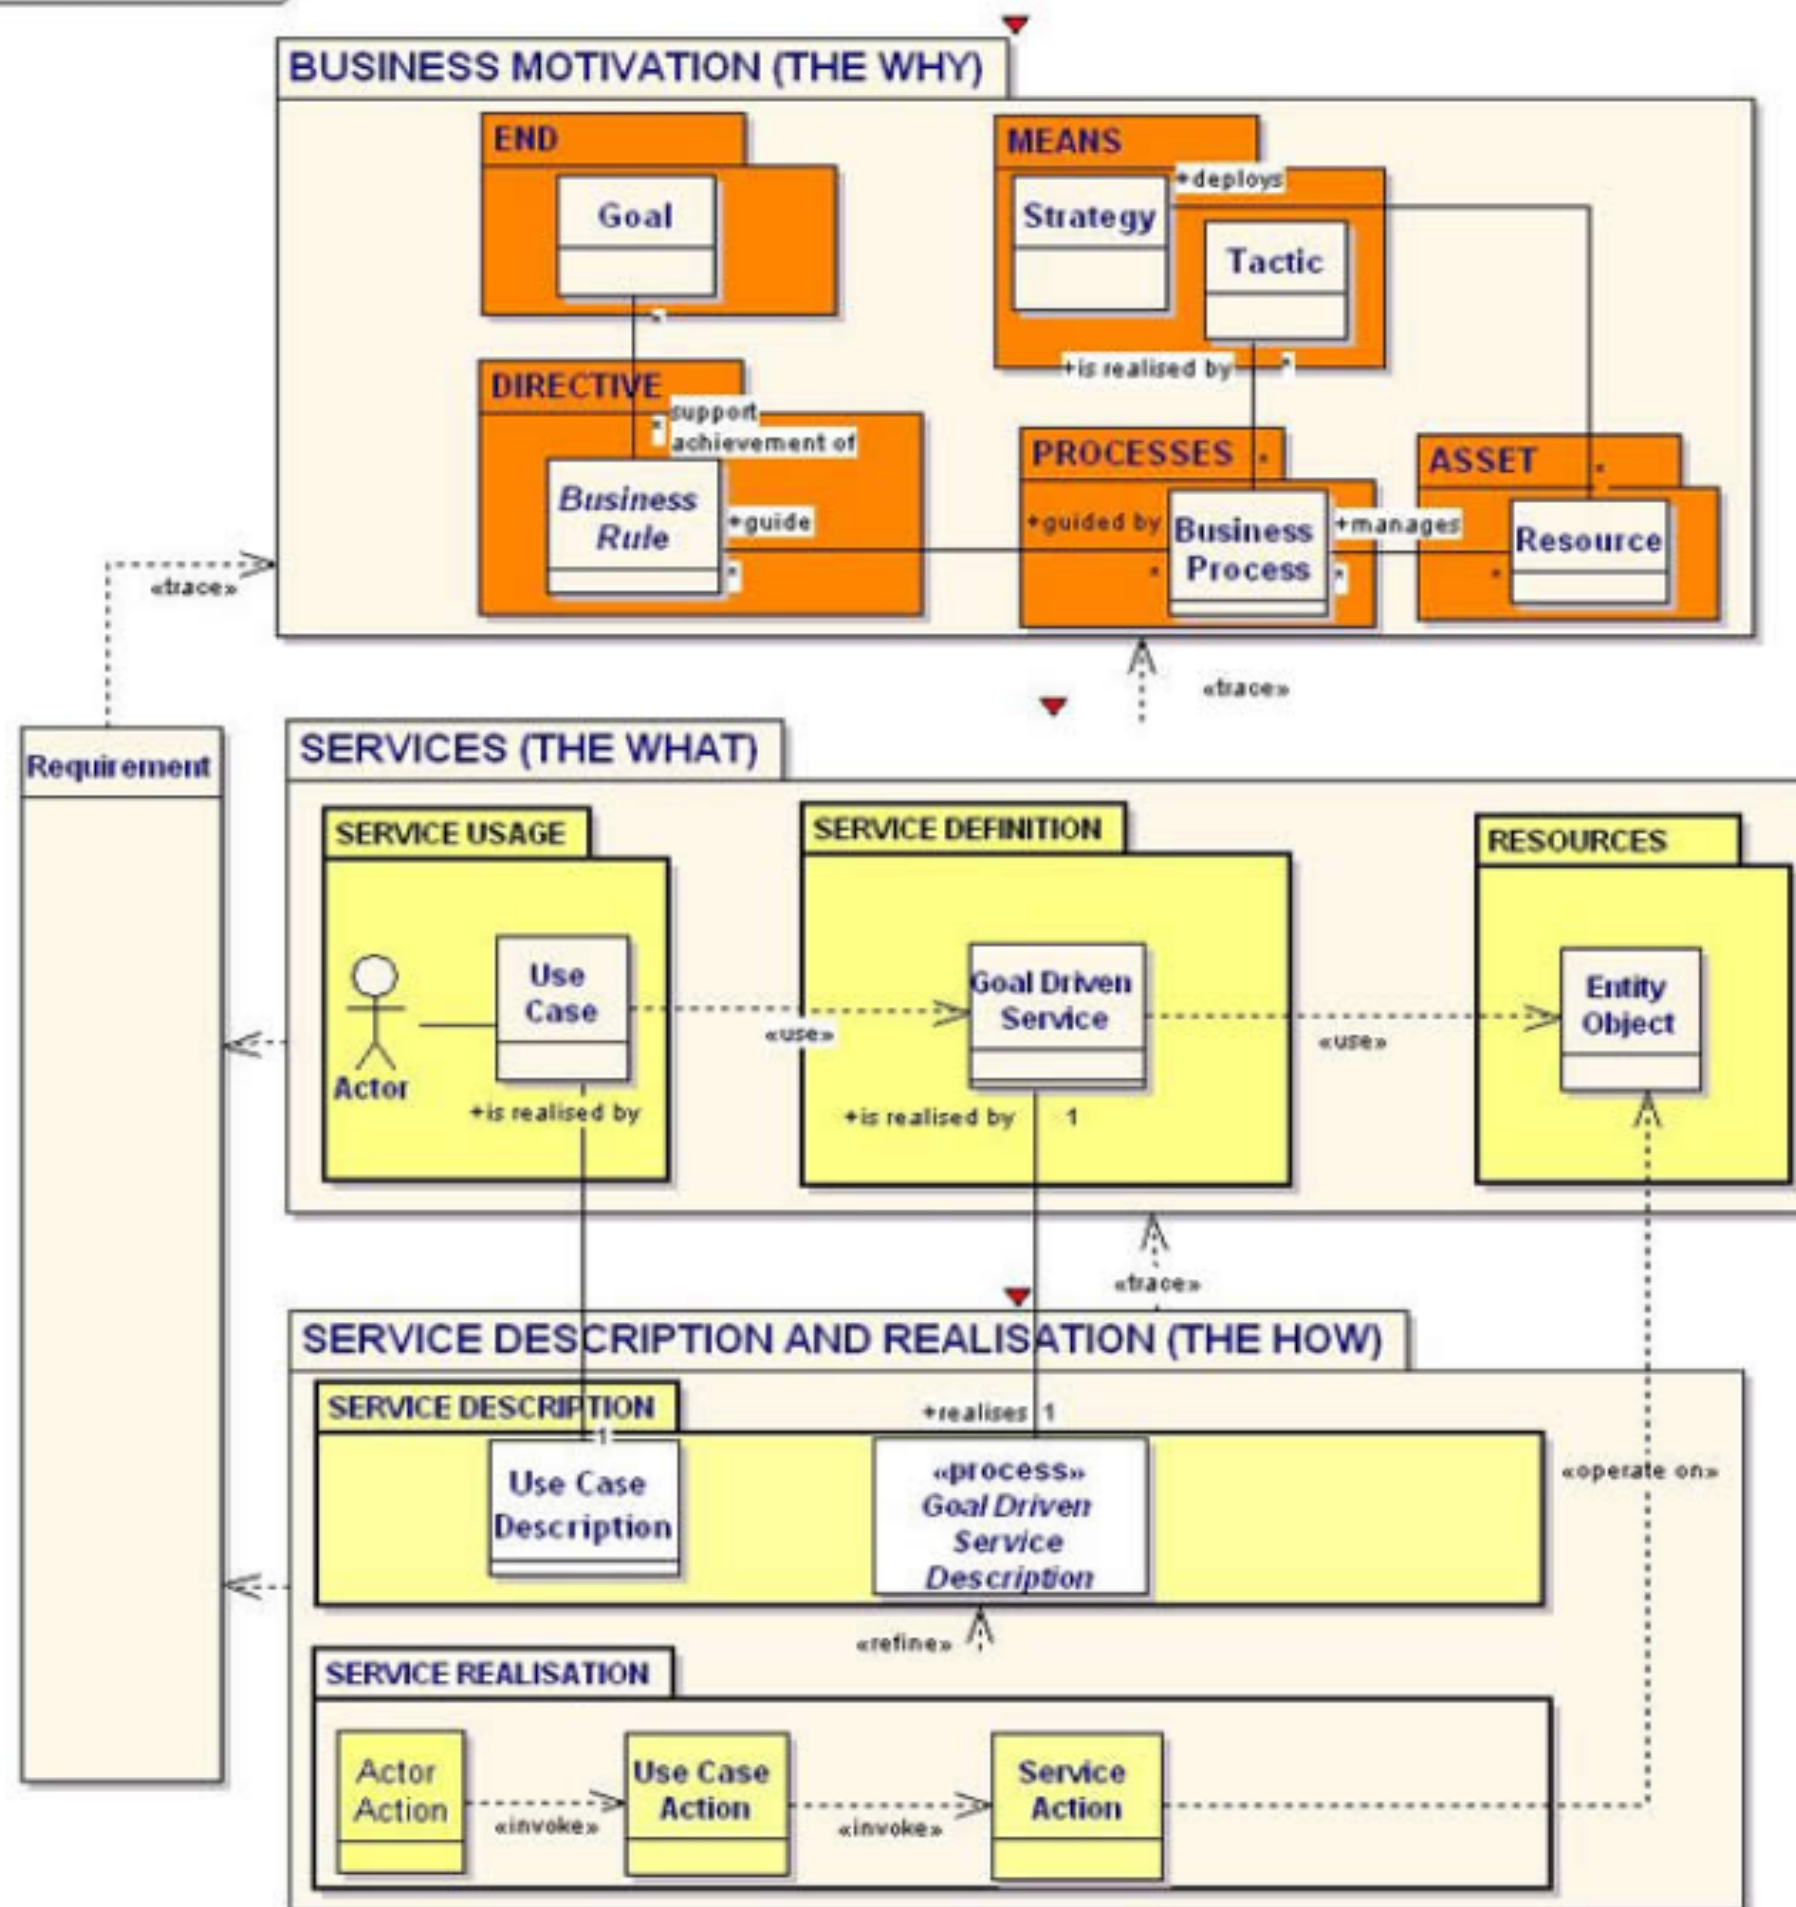 BUSINESS MOTIVATION (THE WHY)
END
Goal
*
MEANS
+deploys
Strategy
Tactic
+is realised by
*
DIRECTIVE
* support
achievement of
Business
Rule
+guide
*
PROCESSES
*
+guided by
*
Business
Process
+manages
*
ASSET
*
Resource
*
«trace»
«trace»
Requirement
SERVICES (THE WHAT)
SERVICE USAGE
Use
Case
Actor
+is realised by
«use»
SERVICE DEFINITION
Goal Driven
Service
+is realised by
1
«use»
RESOURCES
Entity
Object
«trace»
SERVICE DESCRIPTION AND REALISATION (THE HOW)
SERVICE DESCRIPTION
1
Use Case
Description
+realises 1
«process»
Goal Driven
Service
Description
«operate on»
«refine»
SERVICE REALISATION
Actor
Action
«invoke»
Use Case
Action
«invoke»
Service
Action